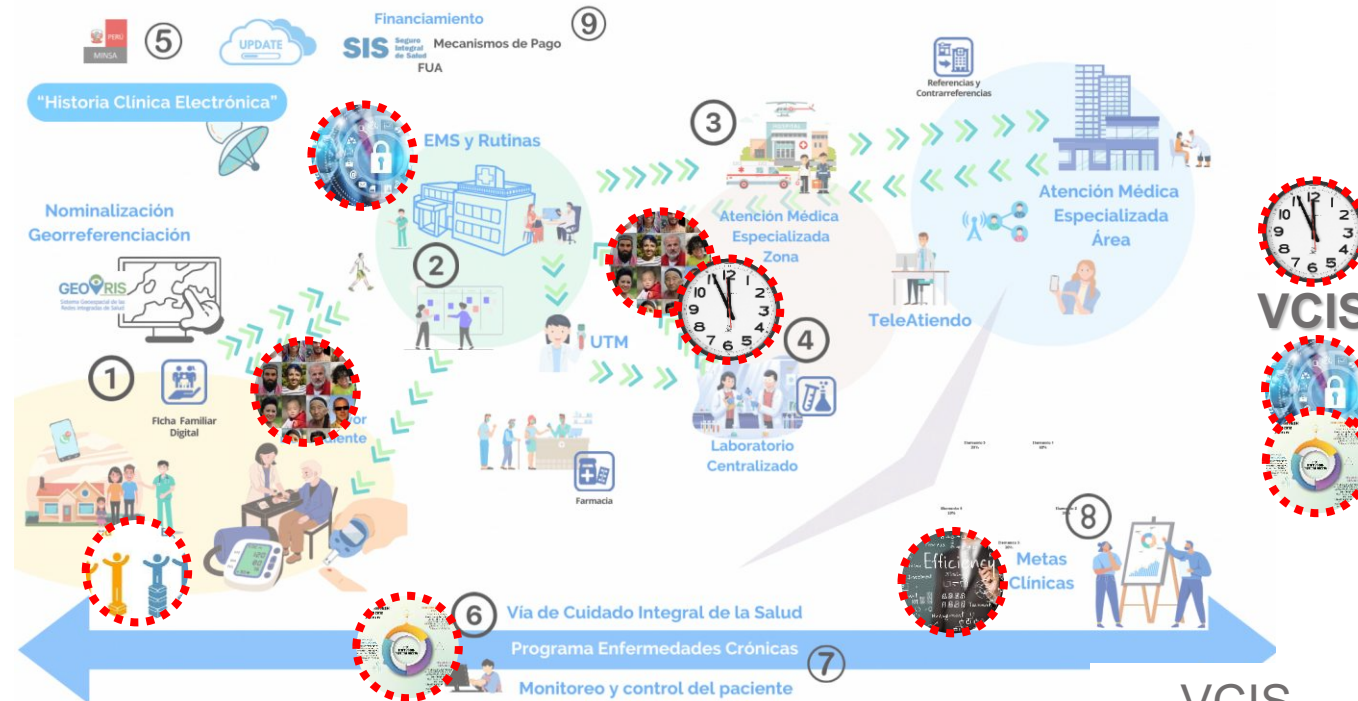 PERÚ
MINSA
5
UPDATE
Financiamiento
SIS Seguro
Integral
de Salud
Mecanismos de Pago
FUA
9
“Historia Clínica Electrónica”
Referencias y
Contrarreferencias
EMS y Rutinas
3
HOSPITAL
Nominalización
Georreferenciación
GEORIS
Sistema Geoespacial de las
Redes Integradas de Salud
2
Atención Médica
Especializada
Zona
Atención Médica
Especializada
Área
TeleAtiendo
UTM
4
1
Ficha Familiar
Digital
Laboratorio
Centralizado
Farmacia
VCIS
8
Efficiency
Metas
Clínicas
6
Vía de Cuidado Integral de la Salud
Programa Enfermedades Crónicas
7
Monitoreo y control del paciente
VCIS